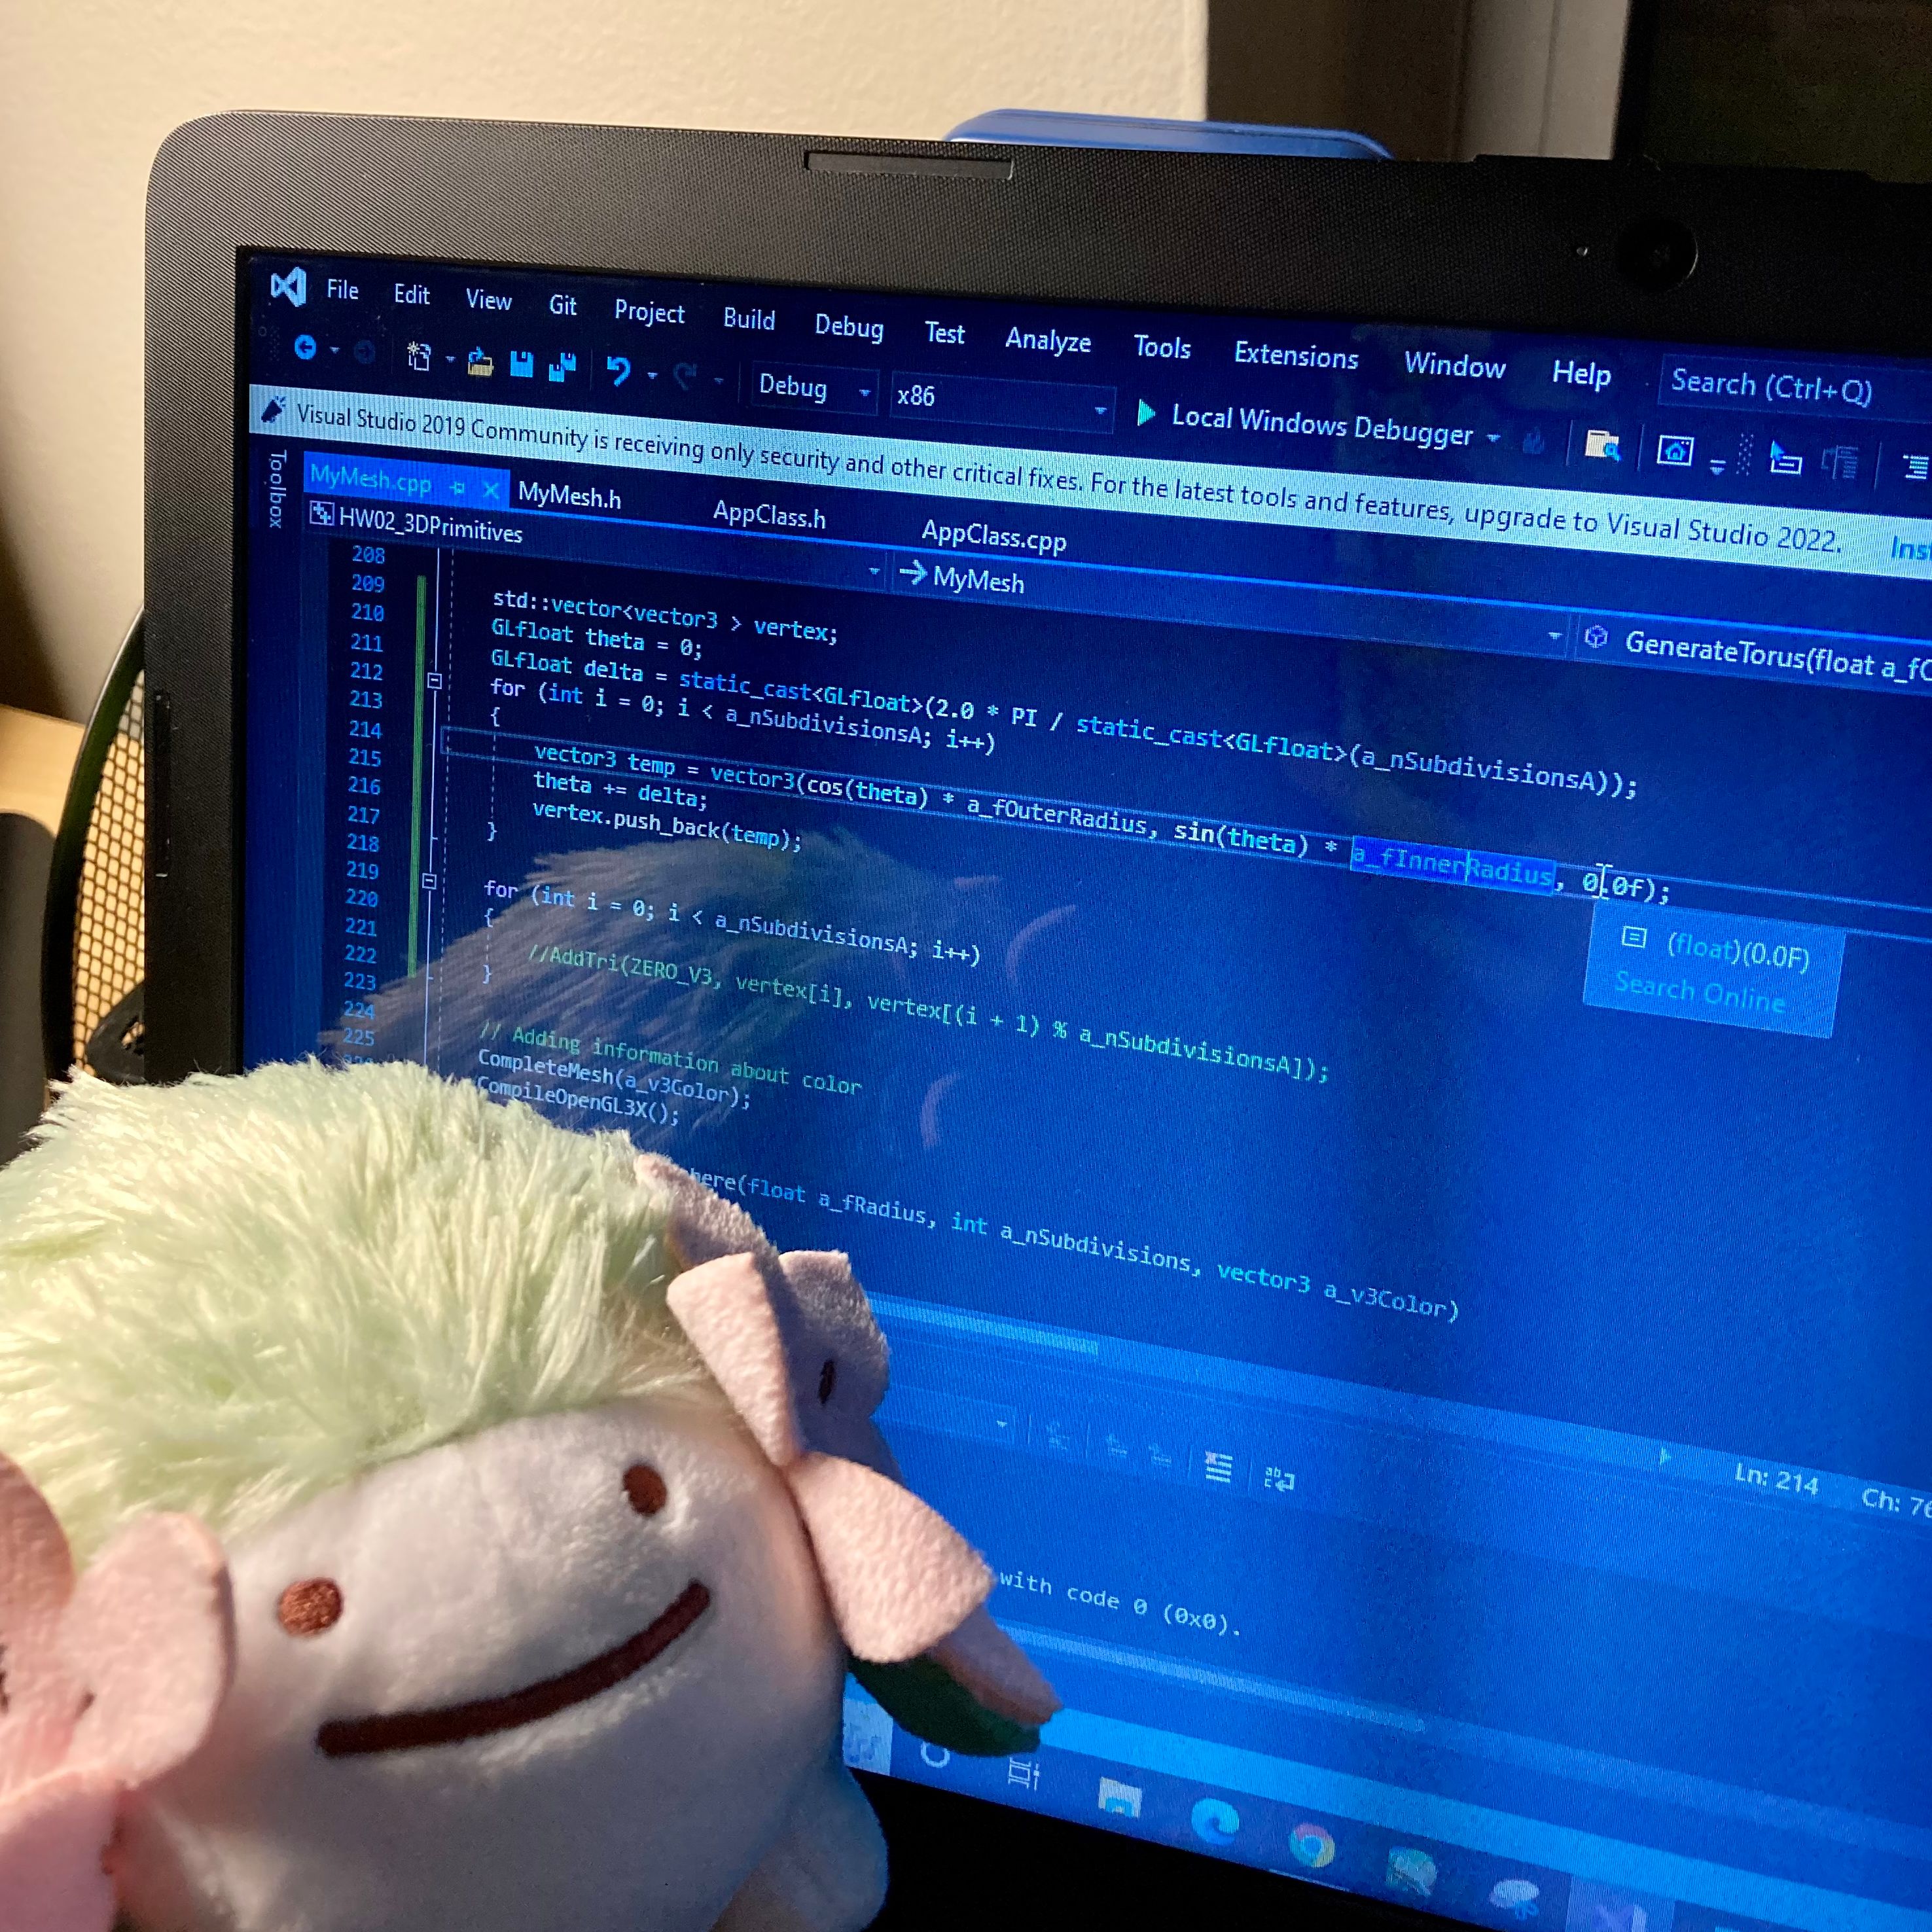 File Edit View Git Project Build Debug Test Analyze Tools Extensions Window Help Search (Ctrl+Q)
Debug x86 Local Windows Debugger
Visual Studio 2019 Community is receiving only security and other critical fixes. For the latest tools and features, upgrade to Visual Studio 2022.
Toolbox
MyMesh.cpp MyMesh.h AppClass.h AppClass.cpp
HW02_3DPrimitives MyMesh GenerateTorus(float a_fO
208
209
210 std::vector<vector3 > vertex;
211 GLfloat theta = 0;
212 GLfloat delta = static_cast<GLfloat>(2.0 * PI / static_cast<GLfloat>(a_nSubdivisionsA));
213 for (int i = 0; i < a_nSubdivisionsA; i++)
214 {
215 vector3 temp = vector3(cos(theta) * a_fOuterRadius, sin(theta) * a_fInnerRadius, 0.0f);
216 theta += delta;
217 vertex.push_back(temp);
218 }
219
220 for (int i = 0; i < a_nSubdivisionsA; i++)
221 {
222 //AddTri(ZERO_V3, vertex[i], vertex[(i + 1) % a_nSubdivisionsA]);
223 }
224
225 // Adding information about color
CompleteMesh(a_v3Color);
CompileOpenGL3X();
(float)(0.0F)
Search Online
(float a_fRadius, int a_nSubdivisions, vector3 a_v3Color)
Ln: 214
with code 0 (0x0).